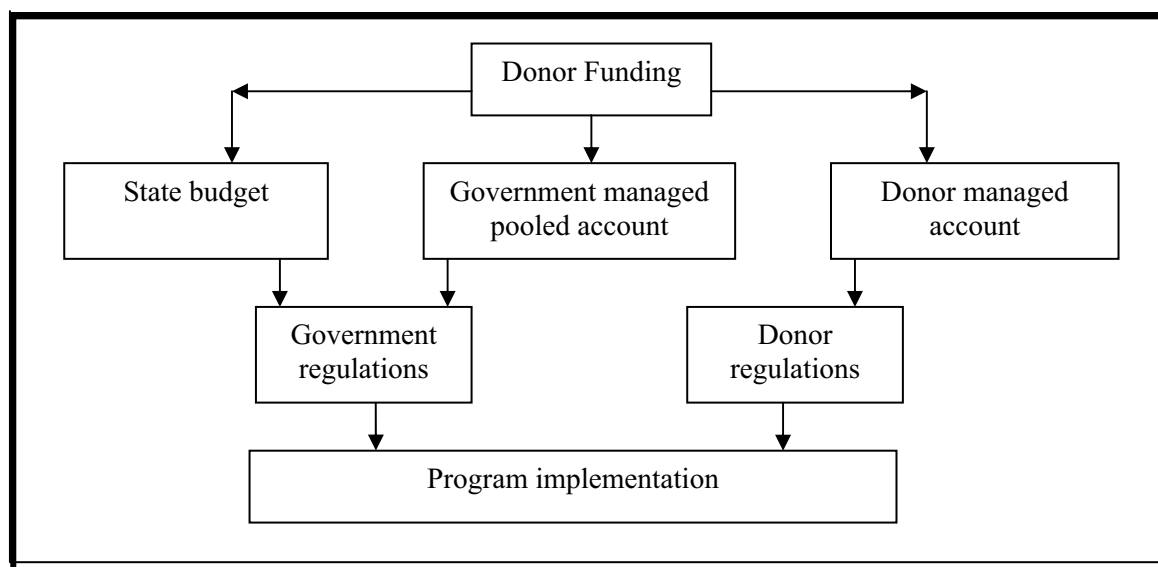 Donor Funding
State budget
Government managed
pooled account
Donor managed
account
Government
regulations
Donor
regulations
Program implementation